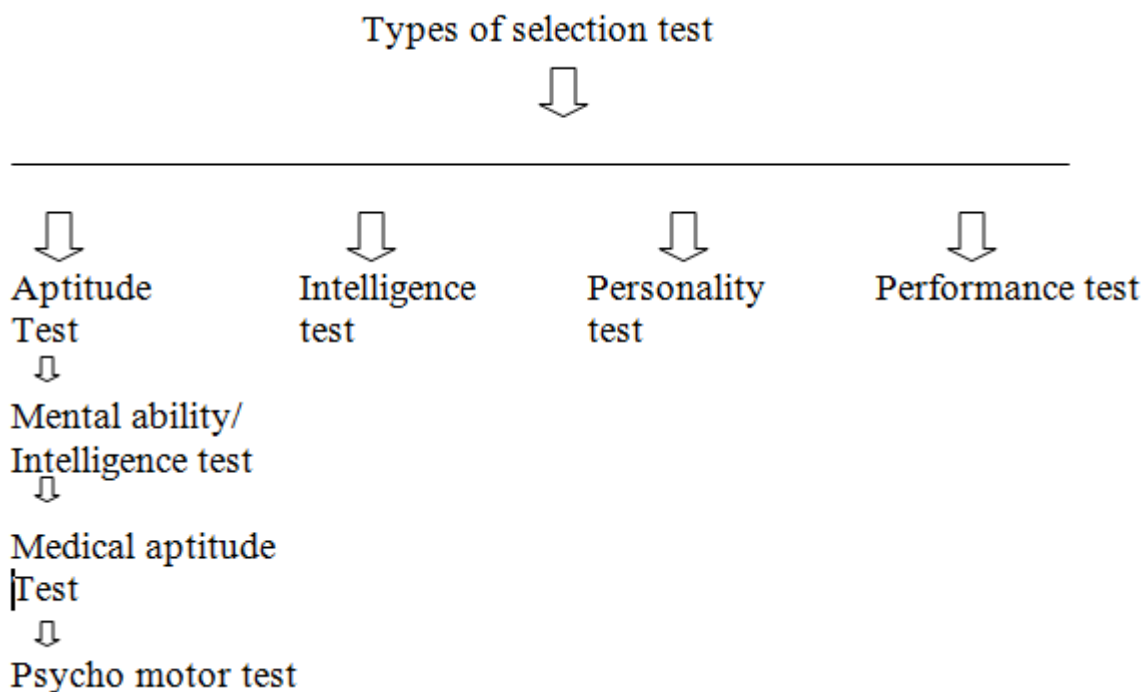 Types of selection test
Aptitude
Test
Intelligence
test
Personality
test
Performance test
Mental ability/
Intelligence test
Medical aptitude
Test
Psycho motor test